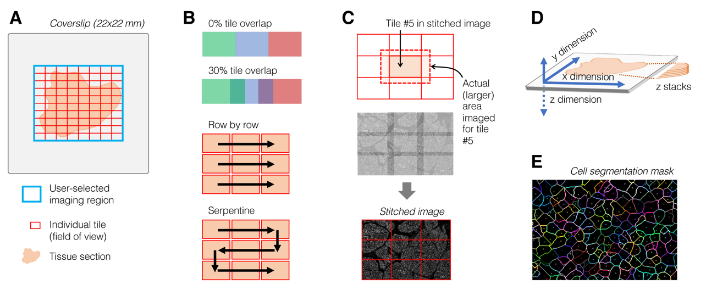 A
Coverslip (22x22 mm)
User-selected
imaging region
Individual tile
(field of view)
Tissue section
B
0% tile overlap
30% tile overlap
Row by row
Serpentine
C
Tile #5 in stitched image
Actual
(larger)
area
imaged for
tile
#5
Stitched image
D
y dimension
x dimension
z dimension
z stacks
E
Cell segmentation mask